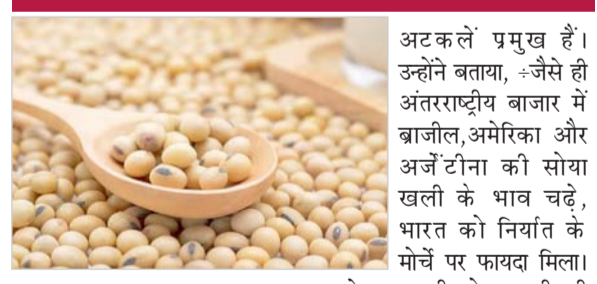 अटकलें प्रमुख हैं।
उन्होंने बताया, ÷जैसे ही
अंतरराष्ट्रीय बाजार में
ब्राजील,अमेरिका और
अर्जेंटीना की सोया
खली के भाव चढ़े,
भारत को निर्यात के
मोर्चे पर फायदा मिला।